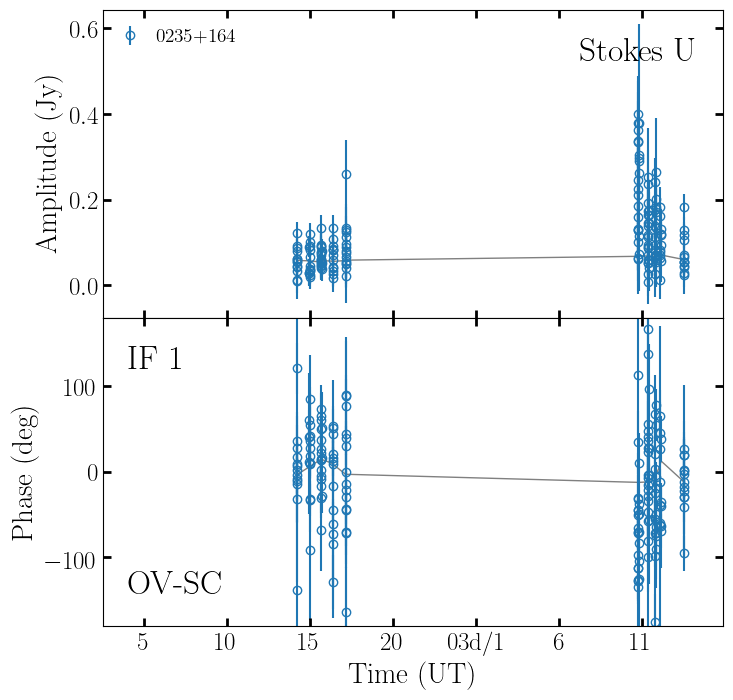 0235+164
Stokes U
Amplitude (Jy)
0.6
0.4
0.2
0.0
IF 1
OV-SC
Phase (deg)
100
0
−100
5 10 15 20 03d/1 6 11
Time (UT)